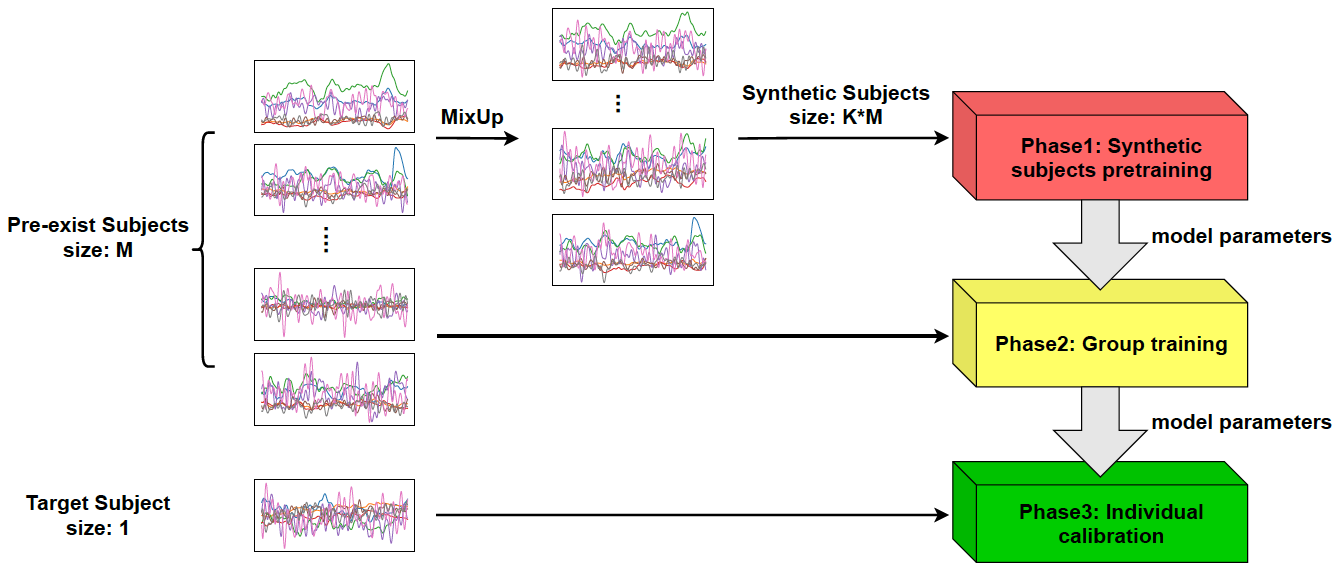 MixUp
Synthetic Subjects
size: K*M
Phase1: Synthetic
subjects pretraining
model parameters
Pre-exist Subjects
size: M
Phase2: Group training
model parameters
Target Subject
size: 1
Phase3: Individual
calibration